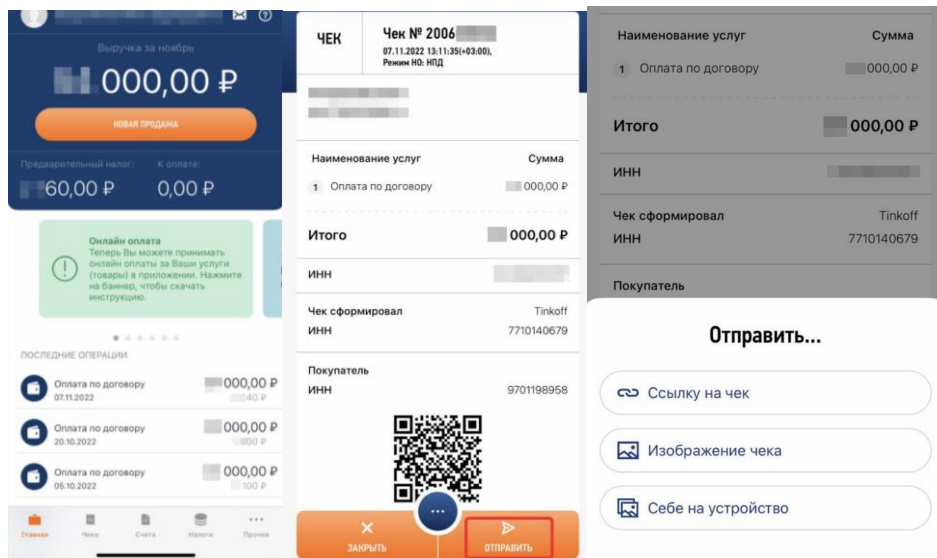 Выручка за ноябрь
000,00 ₽
НОВАЯ ПРОДАЖА
Предварительный налог: К оплате:
60,00 ₽ 0,00 ₽
Онлайн оплата
Теперь Вы можете принимать
онлайн оплаты за Ваши услуги
(товары) в приложении. Нажмите
на баннер, чтобы скачать
инструкцию.
ПОСЛЕДНИЕ ОПЕРАЦИИ
Оплата по договору 000,00 ₽
07.11.2022 40 ₽
Оплата по договору 000,00 ₽
20.10.2022 800 ₽
Оплата по договору 000,00 ₽
05.10.2022 100 ₽
Главная Чеки Счета Налоги Прочее
ЧЕК
Чек № 2006
07.11.2022 13:11:35(+03:00),
Режим НО: НПД
Наименование услуг Сумма
1 Оплата по договору 000,00 ₽
Итого 000,00 ₽
ИНН
Чек сформировал Tinkoff
ИНН 7710140679
Покупатель
ИНН 9701198958
ЗАКРЫТЬ ОТПРАВИТЬ
Наименование услуг Сумма
1 Оплата по договору 000,00 ₽
Итого 000,00 ₽
ИНН
Чек сформировал Tinkoff
ИНН 7710140679
Покупатель
Отправить...
Ссылку на чек
Изображение чека
Себе на устройство